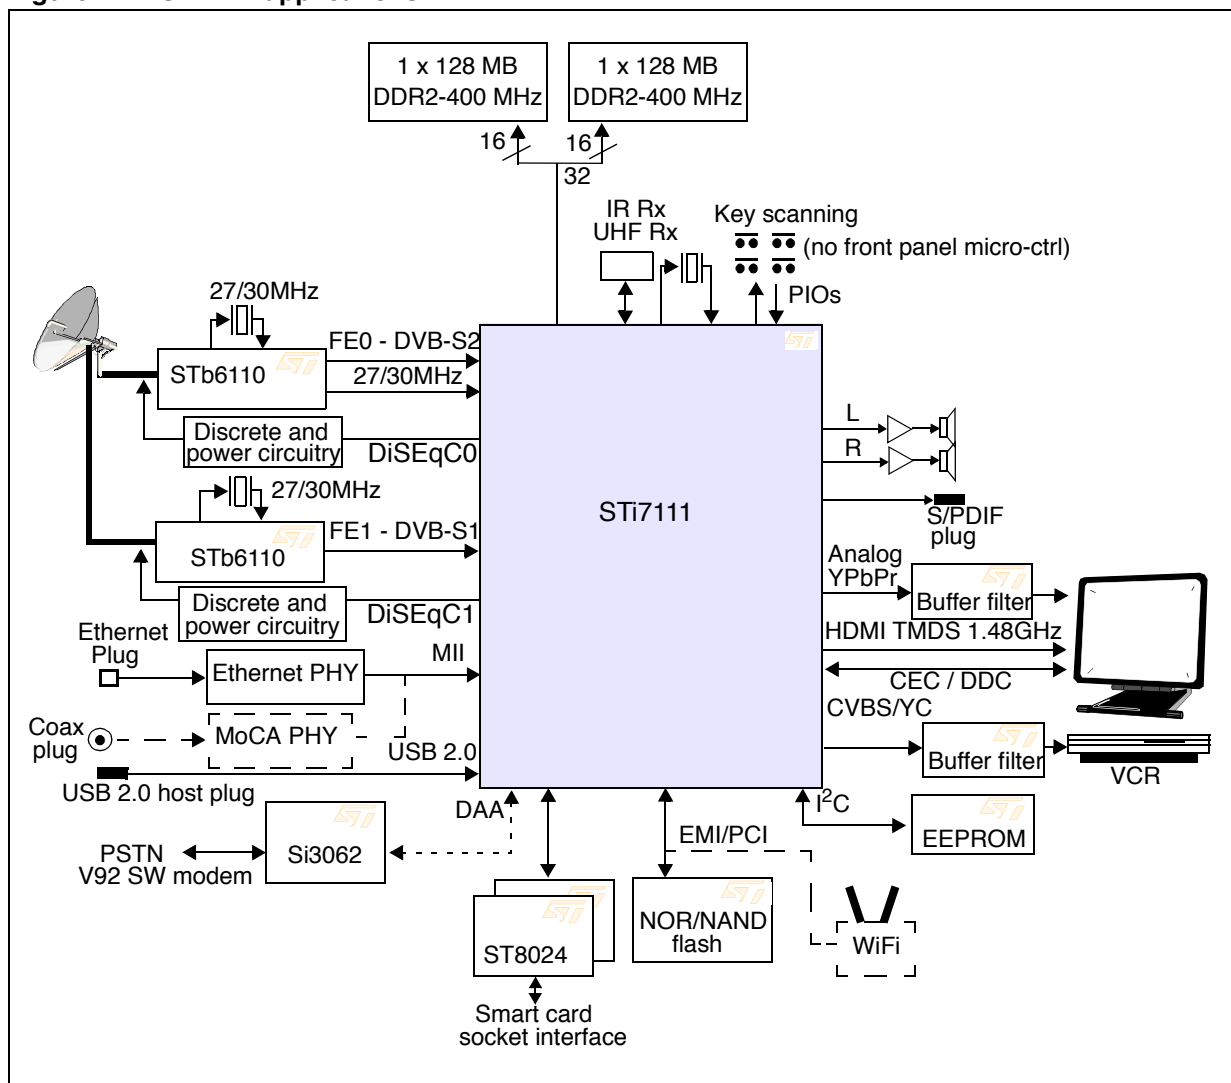 1 x 128 MB
DDR2-400 MHz
1 x 128 MB
DDR2-400 MHz
16
16
32
IR Rx
UHF Rx
Key scanning
(no front panel micro-ctrl)
PIOs
27/30MHz
STb6110
FE0 - DVB-S2
27/30MHz
Discrete and
power circuitry
DiSEqC0
27/30MHz
STb6110
FE1 - DVB-S1
Discrete and
power circuitry
DiSEqC1
STi7111
L
R
S/PDIF
plug
Analog
YPbPr
Buffer filter
HDMI TMDS 1.48GHz
CEC / DDC
CVBS/YC
Buffer filter
VCR
Ethernet
Plug
Ethernet PHY
MII
Coax
plug
MoCA PHY
USB 2.0
USB 2.0 host plug
DAA
PSTN
V92 SW modem
Si3062
ST8024
Smart card
socket interface
EMI/PCI
NOR/NAND
flash
WiFi
I²C
EEPROM